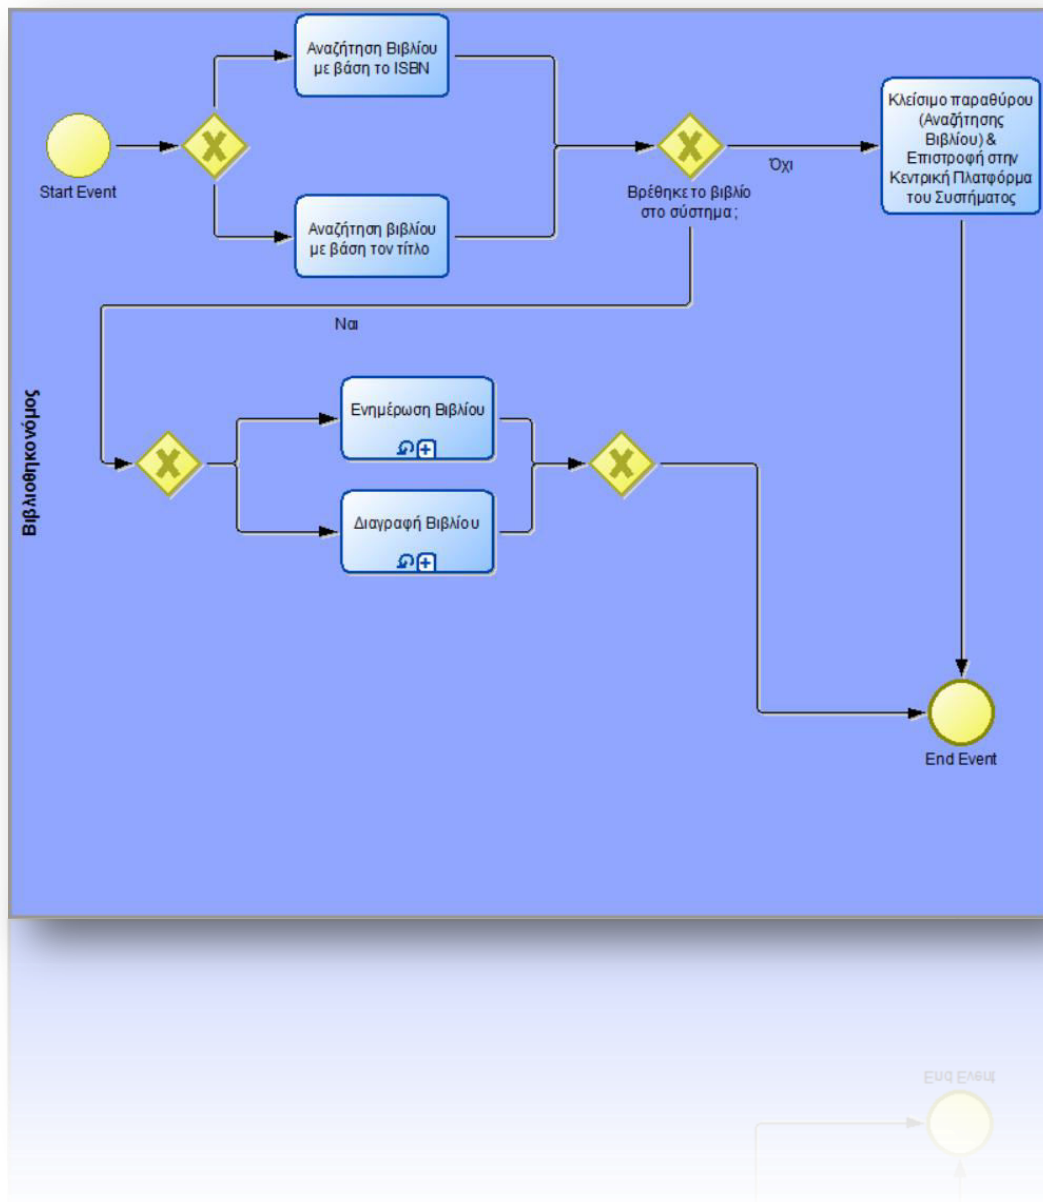 Αναζήτηση Βιβλίου
με βάση το ISBN
Κλείσιμο παραθύρου
(Αναζήτησης
Βιβλίου) &
Επιστροφή στην
Κεντρική Πλατφόρμα
του Συστήματος
Start Event
Όχι
Βρέθηκε το βιβλίο
στο σύστημα ;
Αναζήτηση βιβλίου
με βάση τον τίτλο
Ναι
Βιβλιοθηκονόμος
Ενημέρωση Βιβλίου
Διαγραφή Βιβλίου
End Event
End Event